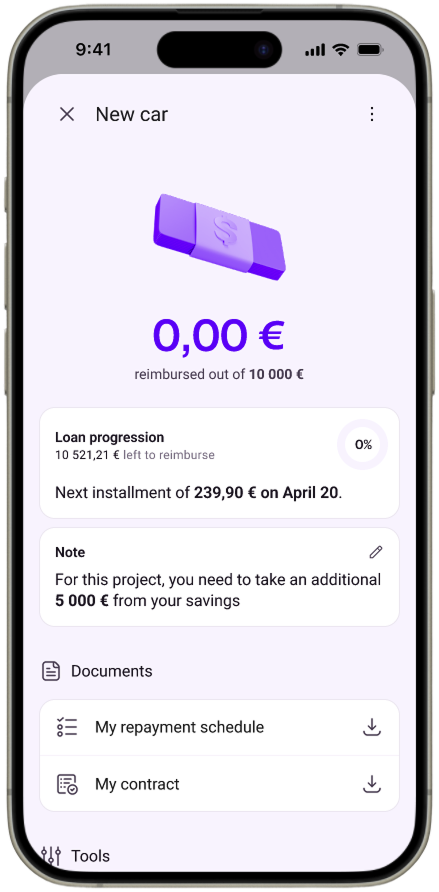 9:41
New car
$
0,00 €
reimbursed out of 10 000 €
Loan progression
0%
10 521,21 € left to reimburse
Next installment of 239,90 € on April 20.
Note
For this project, you need to take an additional
5 000 € from your savings
Documents
My repayment schedule
My contract
Tools